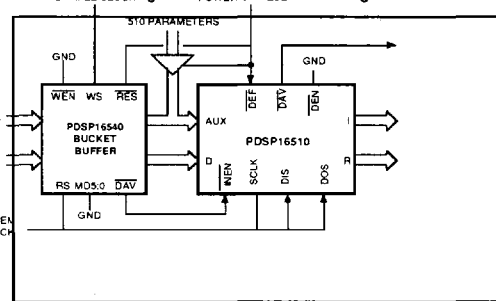 510 PARAMETERS
GND
GND
WEN WS RES
DEF DAV DEN
PDSP16540
BUCKET
BUFFER
AUX
I
PDSP16510
D
R
RS MD5:0 DAV
INEN SCLK DIS DOS
GND